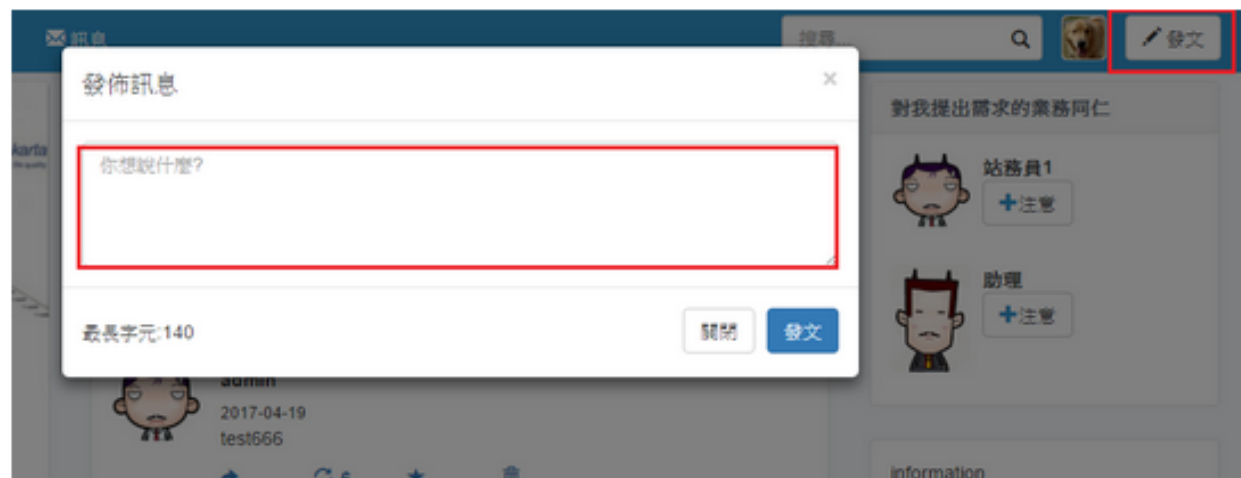 訊息
搜尋...
發文
發佈訊息
×
對我提出需求的業務同仁
karta
你想說什麼?
站務員1
+注意
助理
+注意
最長字元:140
關閉
發文
admin
2017-04-19
test666
6
information